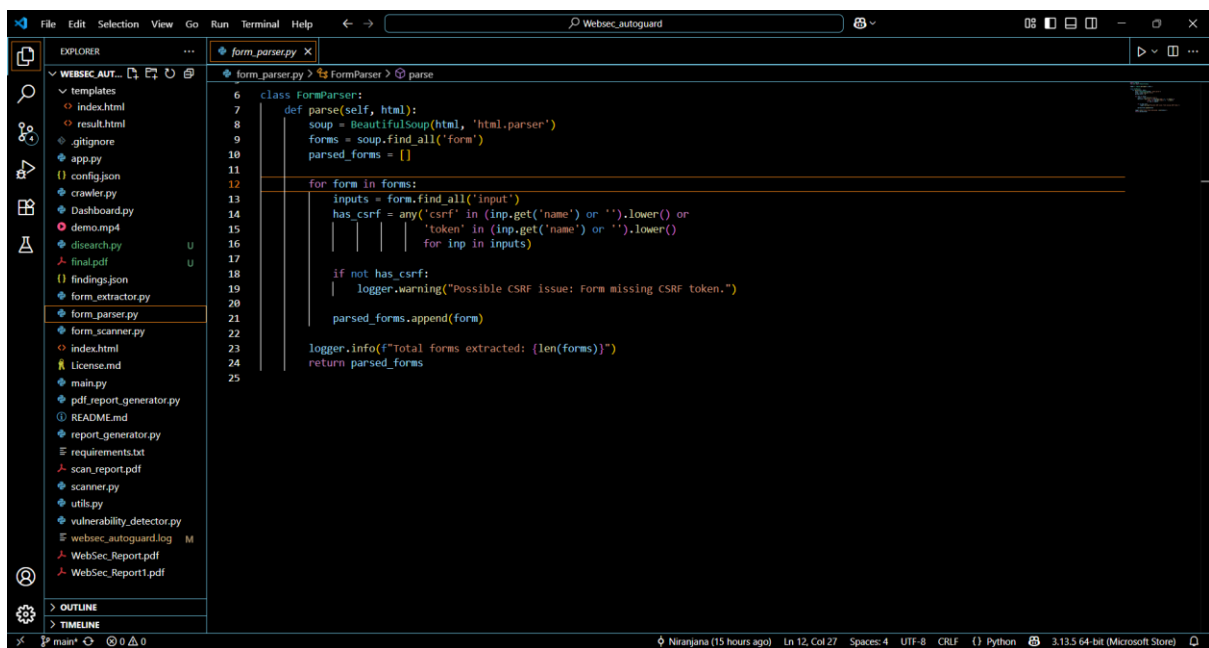 File Edit Selection View Go Run Terminal Help
Websec_autoguard
EXPLORER
WEBSEC_AUT...
templates
index.html
result.html
.gitignore
app.py
config.json
crawler.py
Dashboard.py
demo.mp4
disearch.py U
final.pdf U
findings.json
form_extractor.py
form_parser.py
form_scanner.py
index.html
License.md
main.py
pdf_report_generator.py
README.md
report_generator.py
requirements.txt
scan_report.pdf
scanner.py
utils.py
vulnerability_detector.py
websec_autoguard.log M
WebSec_Report.pdf
WebSec_Report1.pdf
OUTLINE
TIMELINE
form_parser.py
form_parser.py > FormParser > parse
6 class FormParser:
7 def parse(self, html):
8 soup = BeautifulSoup(html, 'html.parser')
9 forms = soup.find_all('form')
10 parsed_forms = []
11
12 for form in forms:
13 inputs = form.find_all('input')
14 has_csrf = any('csrf' in (inp.get('name') or '').lower() or
15 'token' in (inp.get('name') or '').lower()
16 for inp in inputs)
17
18 if not has_csrf:
19 logger.warning("Possible CSRF issue: Form missing CSRF token.")
20
21 parsed_forms.append(form)
22
23 logger.info(f"Total forms extracted: {len(forms)}")
24 return parsed_forms
25
main* 0 0 Niranjana (15 hours ago) Ln 12, Col 27 Spaces: 4 UTF-8 CRLF {} Python 3.13.5 64-bit (Microsoft Store)